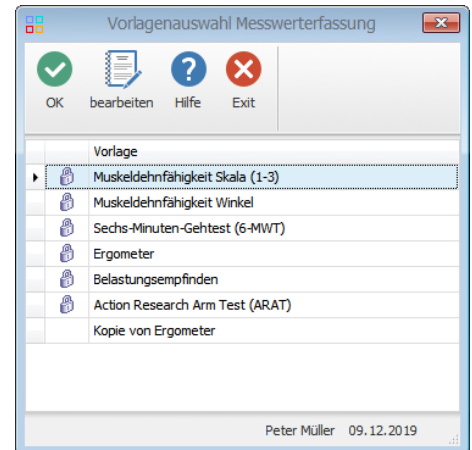 Vorlagenauswahl Messwerterfassung
OK bearbeiten Hilfe Exit
Vorlage
Muskeldehnfähigkeit Skala (1-3)
Muskeldehnfähigkeit Winkel
Sechs-Minuten-Gehtest (6-MWT)
Ergometer
Belastungsempfinden
Action Research Arm Test (ARAT)
Kopie von Ergometer
Peter Müller 09.12.2019